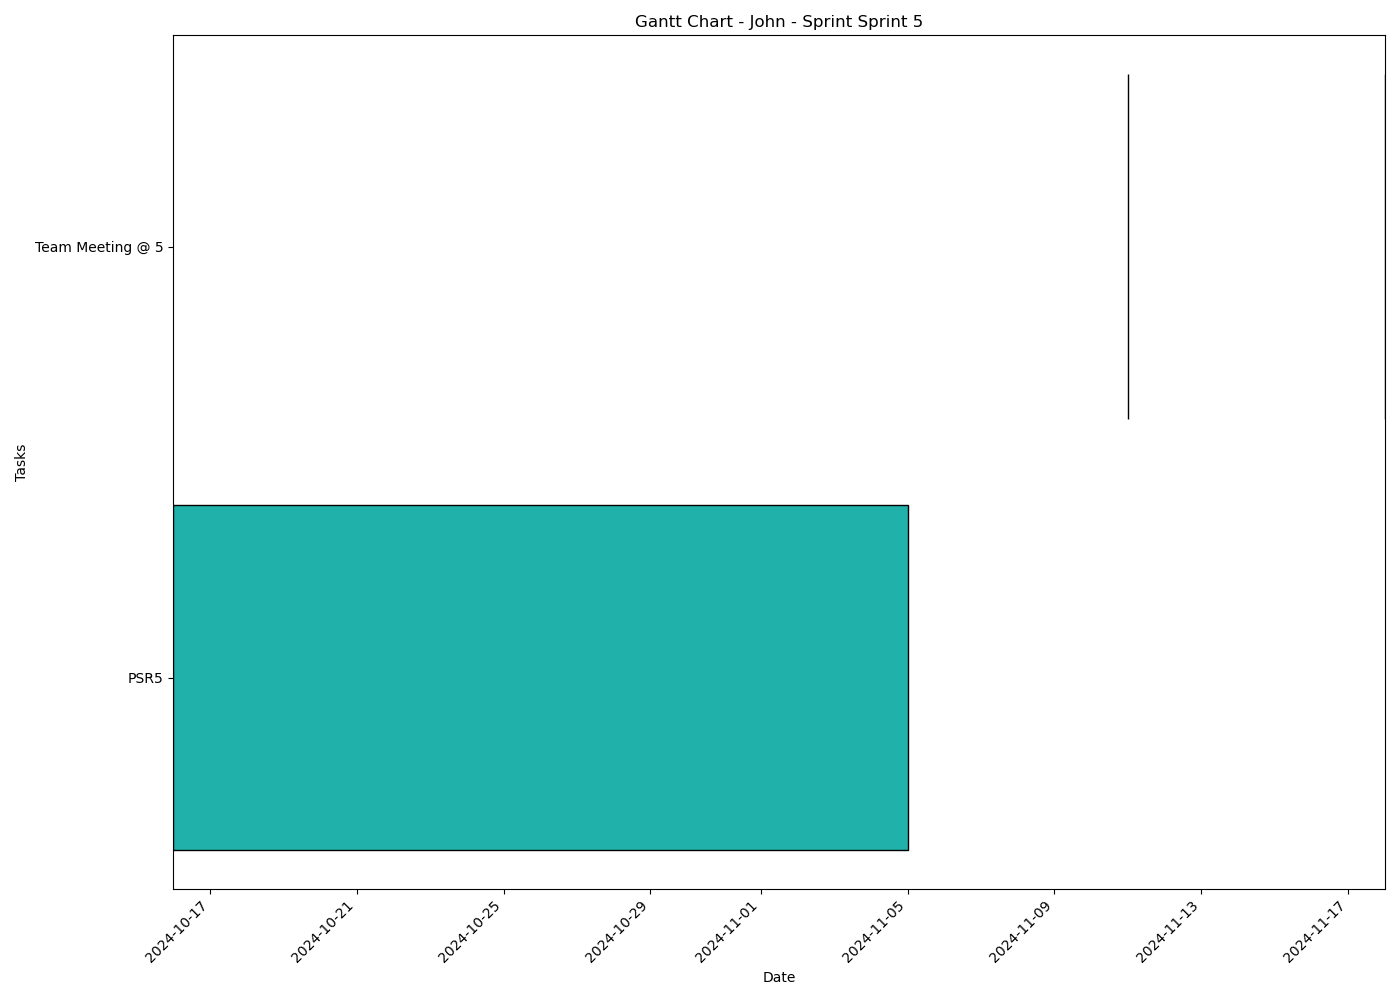 Gantt Chart - John - Sprint Sprint 5
Team Meeting @ 5
Tasks
PSR5
2024-10-17
2024-10-21
2024-10-25
2024-10-29
2024-11-01
2024-11-05
2024-11-09
2024-11-13
2024-11-17
Date